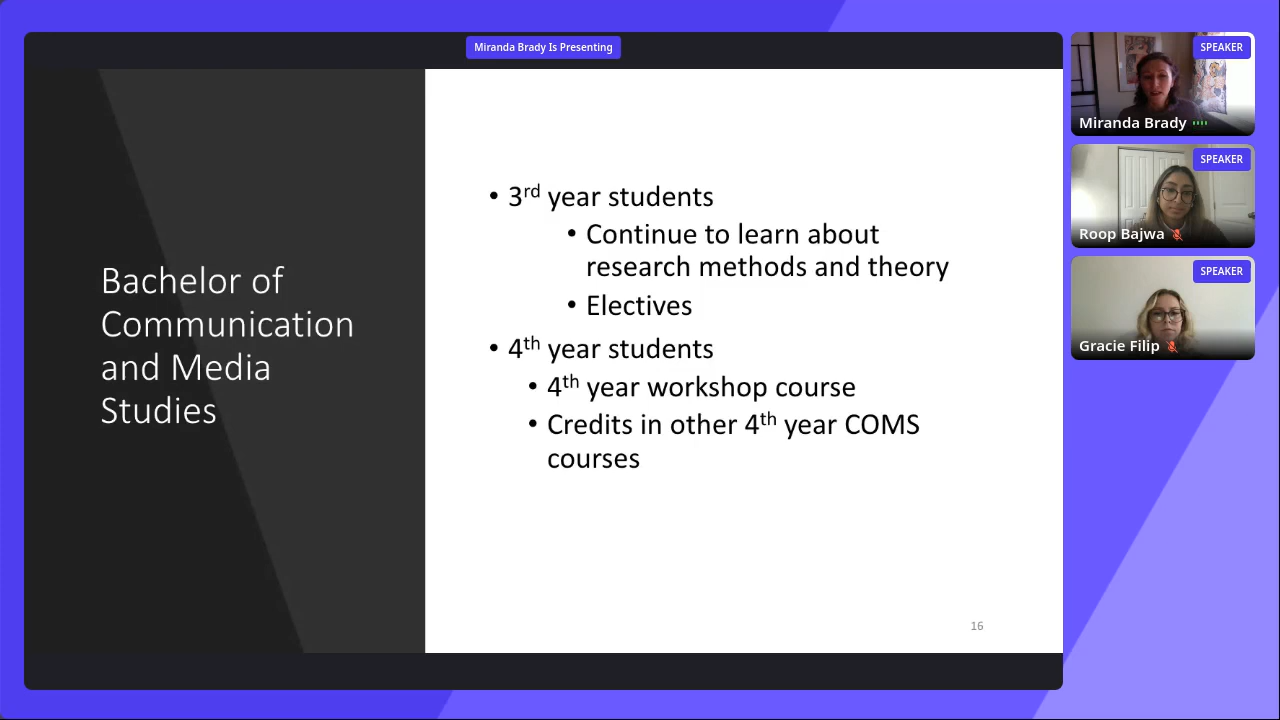 Miranda Brady Is Presenting
Bachelor of
Communication
and Media
Studies
• 3rd year students
• Continue to learn about
research methods and theory
• Electives
• 4th year students
• 4th year workshop course
• Credits in other 4th year COMS
courses
16
SPEAKER
Miranda Brady
SPEAKER
Roop Bajwa
SPEAKER
Gracie Filip